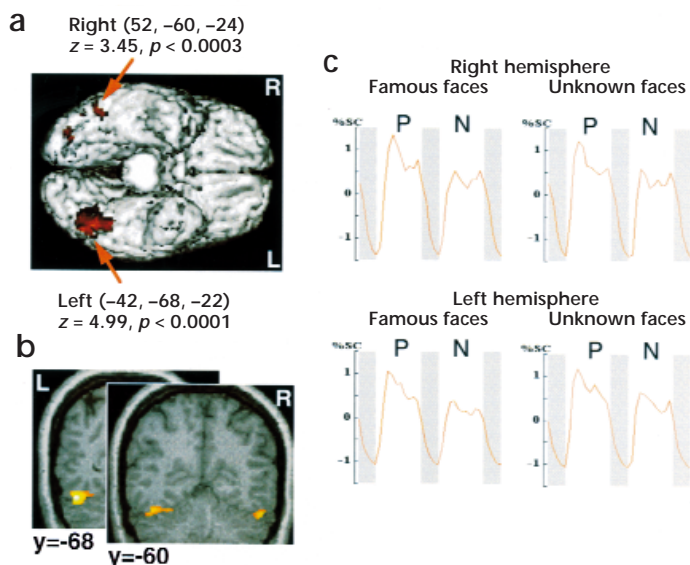 a
Right (52, –60, –24)
z = 3.45, p < 0.0003
R
L
Left (–42, –68, –22)
z = 4.99, p < 0.0001
b
L
R
y=-68
y=-60
c
Right hemisphere
Famous faces
Unknown faces
%SC
P
N
1
0
-1
%SC
P
N
1
0
-1
Left hemisphere
Famous faces
Unknown faces
%SC
P
N
1
0
-1
%SC
P
N
1
0
-1